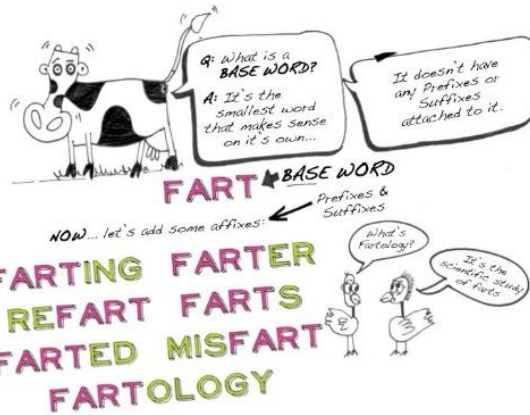 Q: What is a
BASE WORD?
A: It's the
smallest word
that makes sense
on it's own...
It doesn't have
any Prefixes or
Suffixes
attached to it.
FART
BASE WORD
NOW... let's add some affixes:
Prefixes &
Suffixes
FARTING FARTER
REFART FARTS
FARTED MISFART
FARTOLOGY
What's
Fartology?
It's the
scientific study
of farts